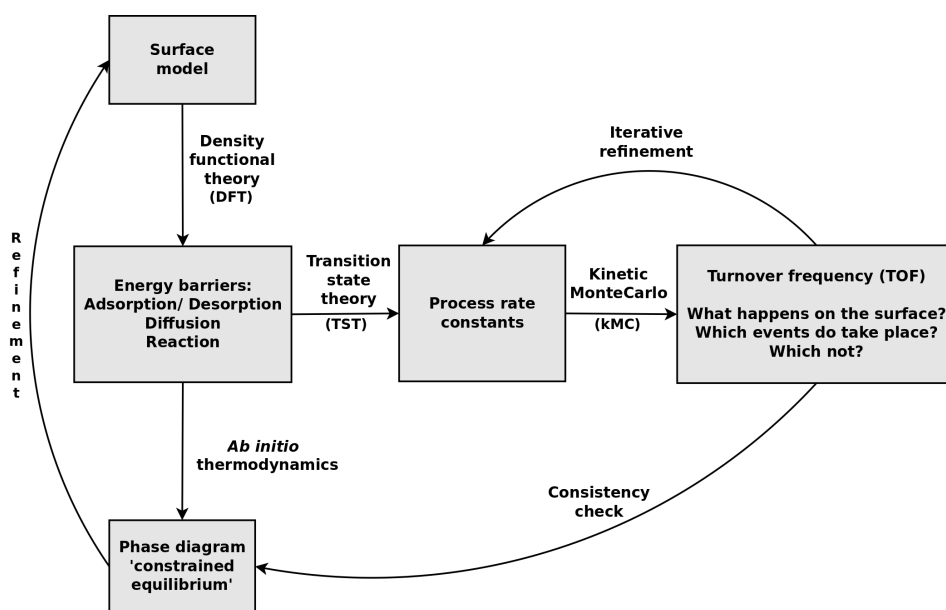 Surface
model
Density
functional
theory
(DFT)
Iterative
refinement
Refinement
Energy barriers:
Adsorption/ Desorption
Diffusion
Reaction
Transition
state
theory
(TST)
Process rate
constants
Kinetic
MonteCarlo
(kMC)
Turnover frequency (TOF)
What happens on the surface?
Which events do take place?
Which not?
Ab initio
thermodynamics
Consistency
check
Phase diagram
'constrained
equilibrium'